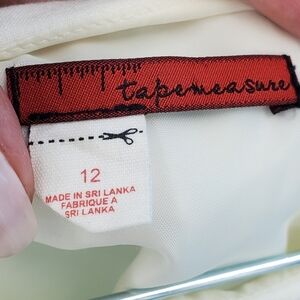 tapemeasure
12
MADE IN SRI LANKA
FABRIQUE A
SRI LANKA